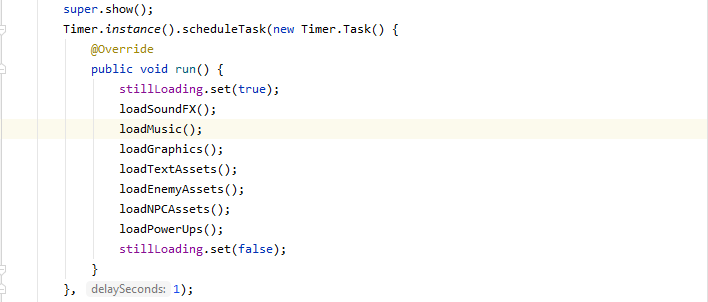 super.show();
Timer.instance().scheduleTask(new Timer.Task() {
@Override
public void run() {
stillLoading.set(true);
loadSoundFX();
loadMusic();
loadGraphics();
loadTextAssets();
loadEnemyAssets();
loadNPCAssets();
loadPowerUps();
stillLoading.set(false);
}
}, delaySeconds: 1);